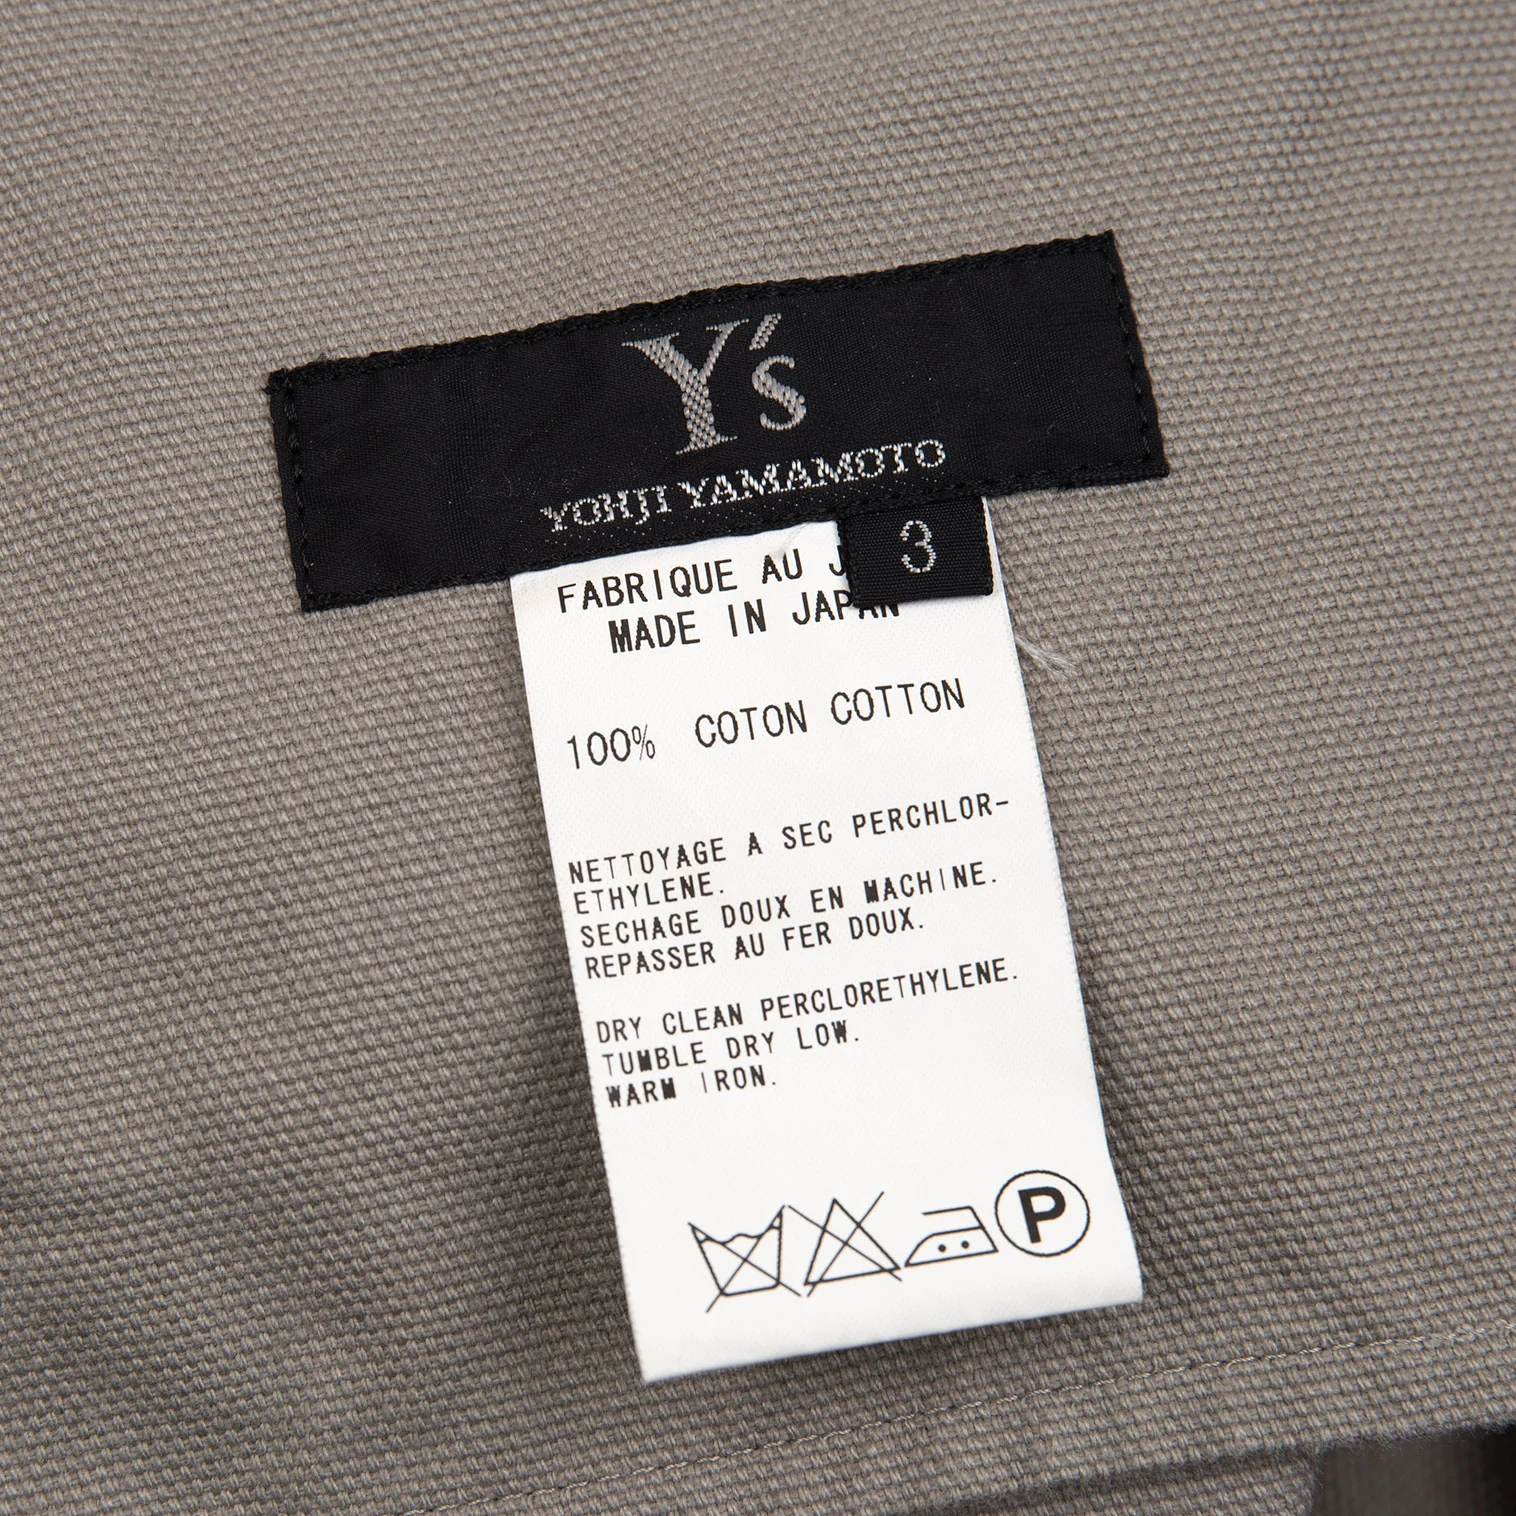 Y's
YOHJI YAMAMOTO
3
FABRIQUE AU
MADE IN JAPAN
100% COTON COTTON
NETTOYAGE A SEC PERCHLOR-
ETHYLENE.
SECHAGE DOUX EN MACHINE.
REPASSER AU FER DOUX.
DRY CLEAN PERCLORETHYLENE.
TUMBLE DRY LOW.
WARM IRON.
P